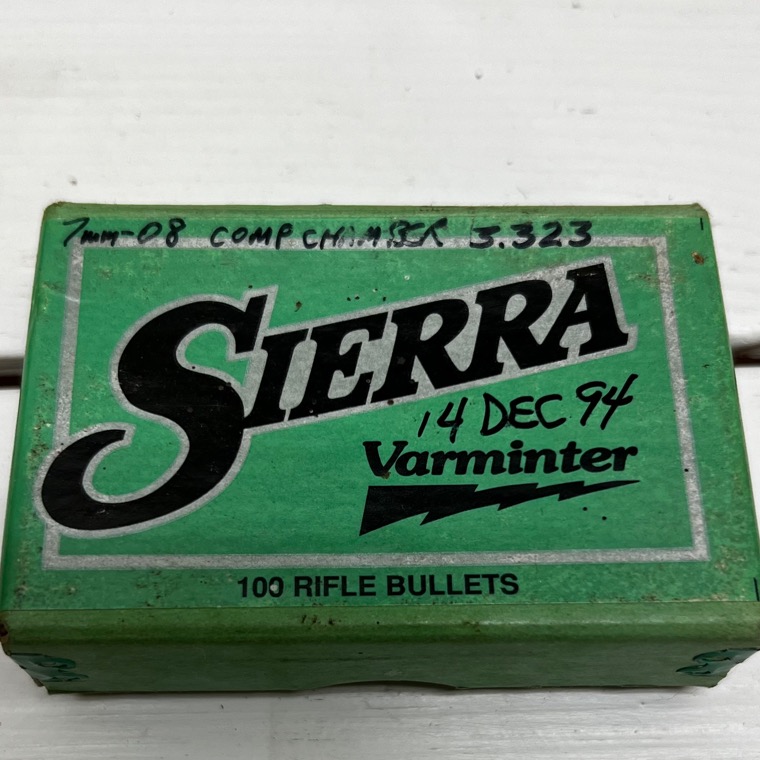 7mm-08 COMP CHAMBER 3.323
SIERRA
14 DEC 94
Varminter
100 RIFLE BULLETS